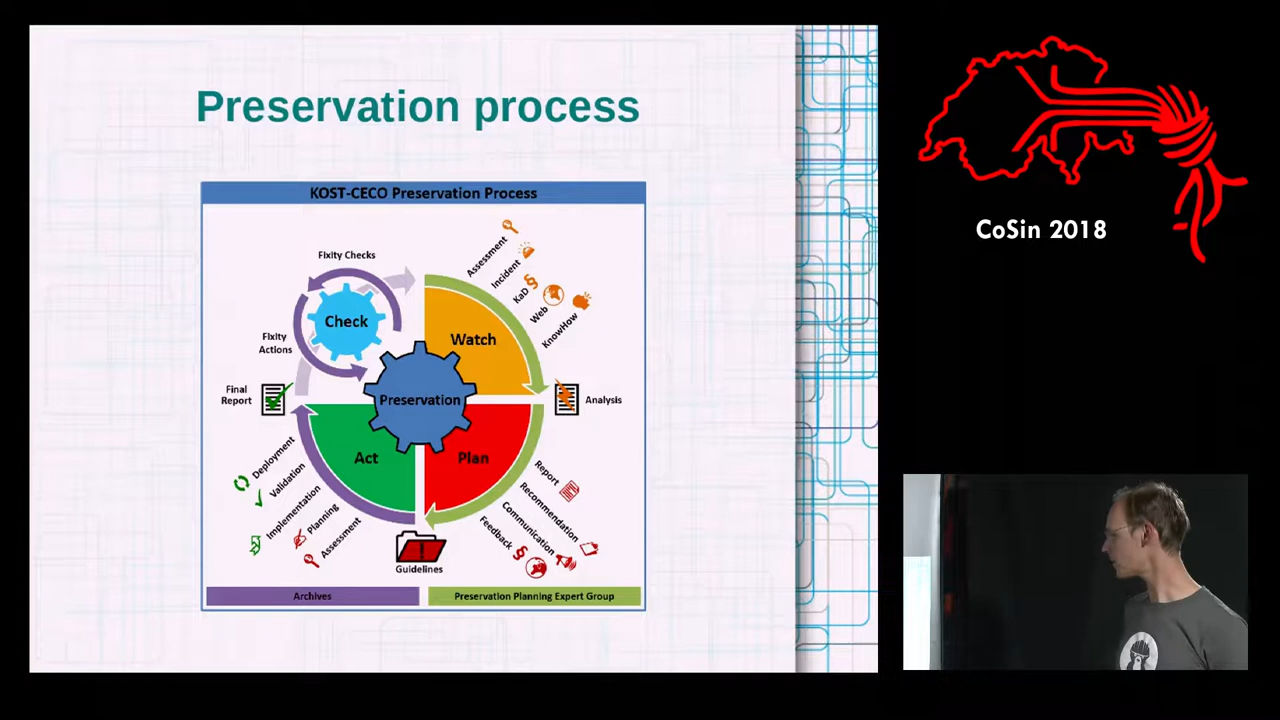 Preservation process
KOST-CECO Preservation Process
Fixity Checks
Check
Fixity
Actions
Final
Report
Assessment
Incident
KaD
Web
KnowHow
Watch
Preservation
Analysis
Act
Plan
Deployment
Validation
Implementation
Planning
Assessment
Report
Recommendation
Communication
Feedback
Guidelines
Archives
Preservation Planning Expert Group
CoSin 2018